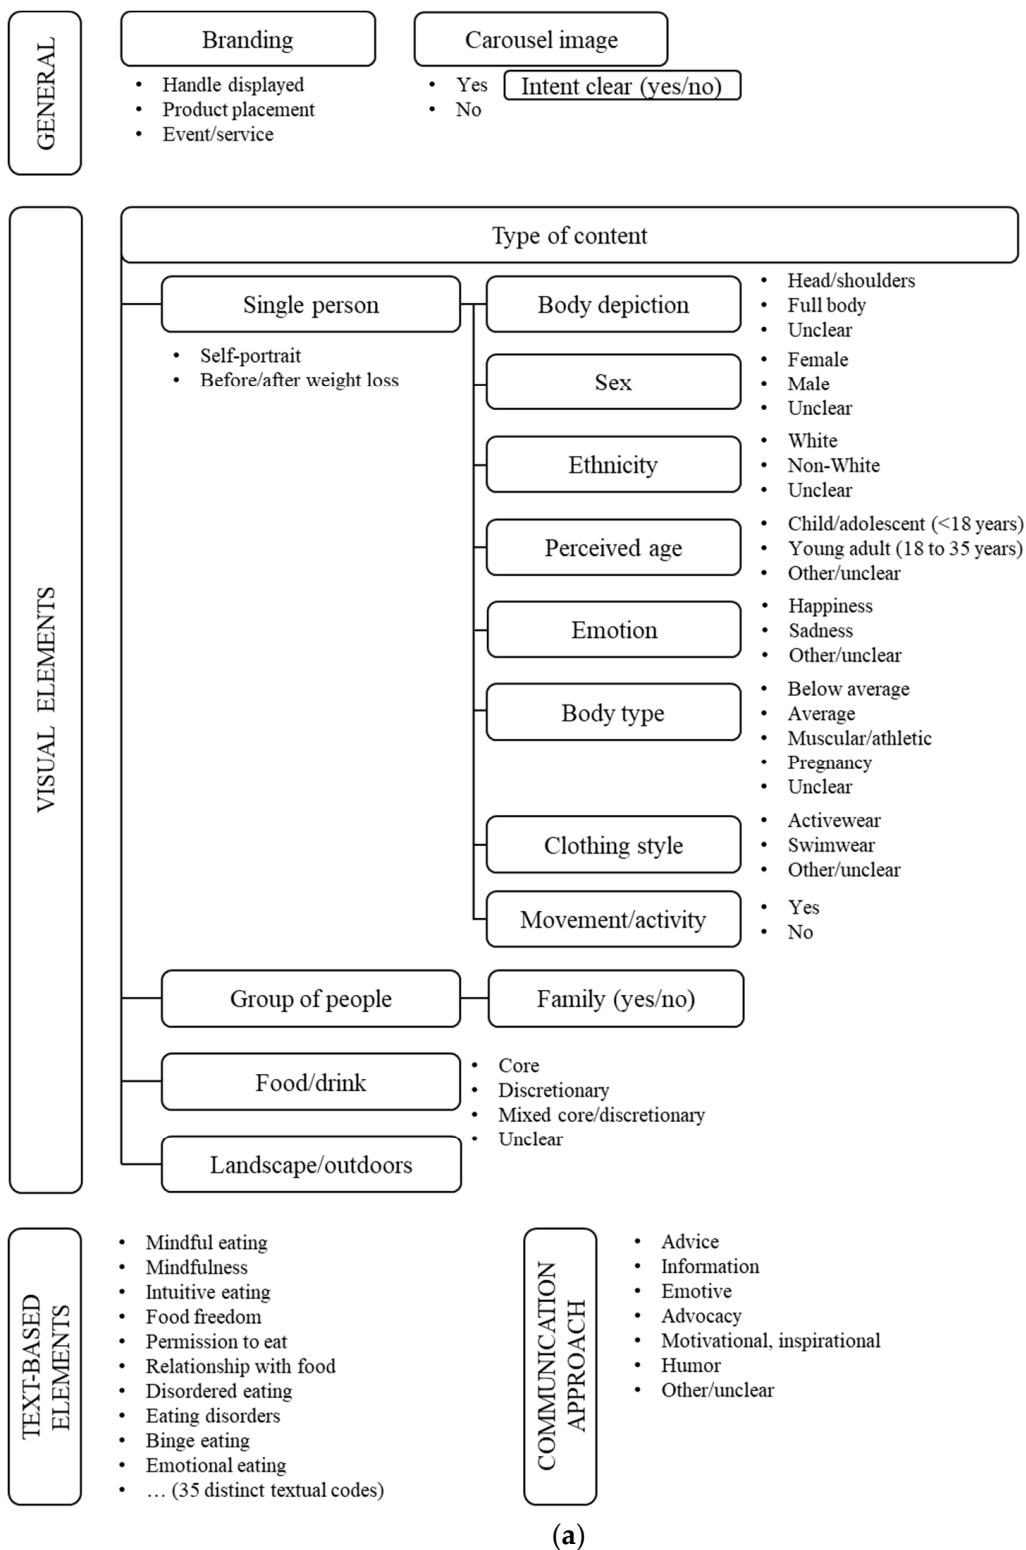 GENERAL
Branding
• Handle displayed
• Product placement
• Event/service
Carousel image
• Yes
Intent clear (yes/no)
• No
VISUAL ELEMENTS
Type of content
Single person
• Self-portrait
• Before/after weight loss
Body depiction
• Head/shoulders
• Full body
• Unclear
Sex
• Female
• Male
• Unclear
Ethnicity
• White
• Non-White
• Unclear
Perceived age
• Child/adolescent (<18 years)
• Young adult (18 to 35 years)
• Other/unclear
Emotion
• Happiness
• Sadness
• Other/unclear
Body type
• Below average
• Average
• Muscular/athletic
• Pregnancy
• Unclear
Clothing style
• Activewear
• Swimwear
• Other/unclear
Movement/activity
• Yes
• No
Group of people
Family (yes/no)
Food/drink
• Core
• Discretionary
• Mixed core/discretionary
• Unclear
Landscape/outdoors
TEXT-BASED
ELEMENTS
• Mindful eating
• Mindfulness
• Intuitive eating
• Food freedom
• Permission to eat
• Relationship with food
• Disordered eating
• Eating disorders
• Binge eating
• Emotional eating
• … (35 distinct textual codes)
COMMUNICATION
APPROACH
• Advice
• Information
• Emotive
• Advocacy
• Motivational, inspirational
• Humor
• Other/unclear
(a)